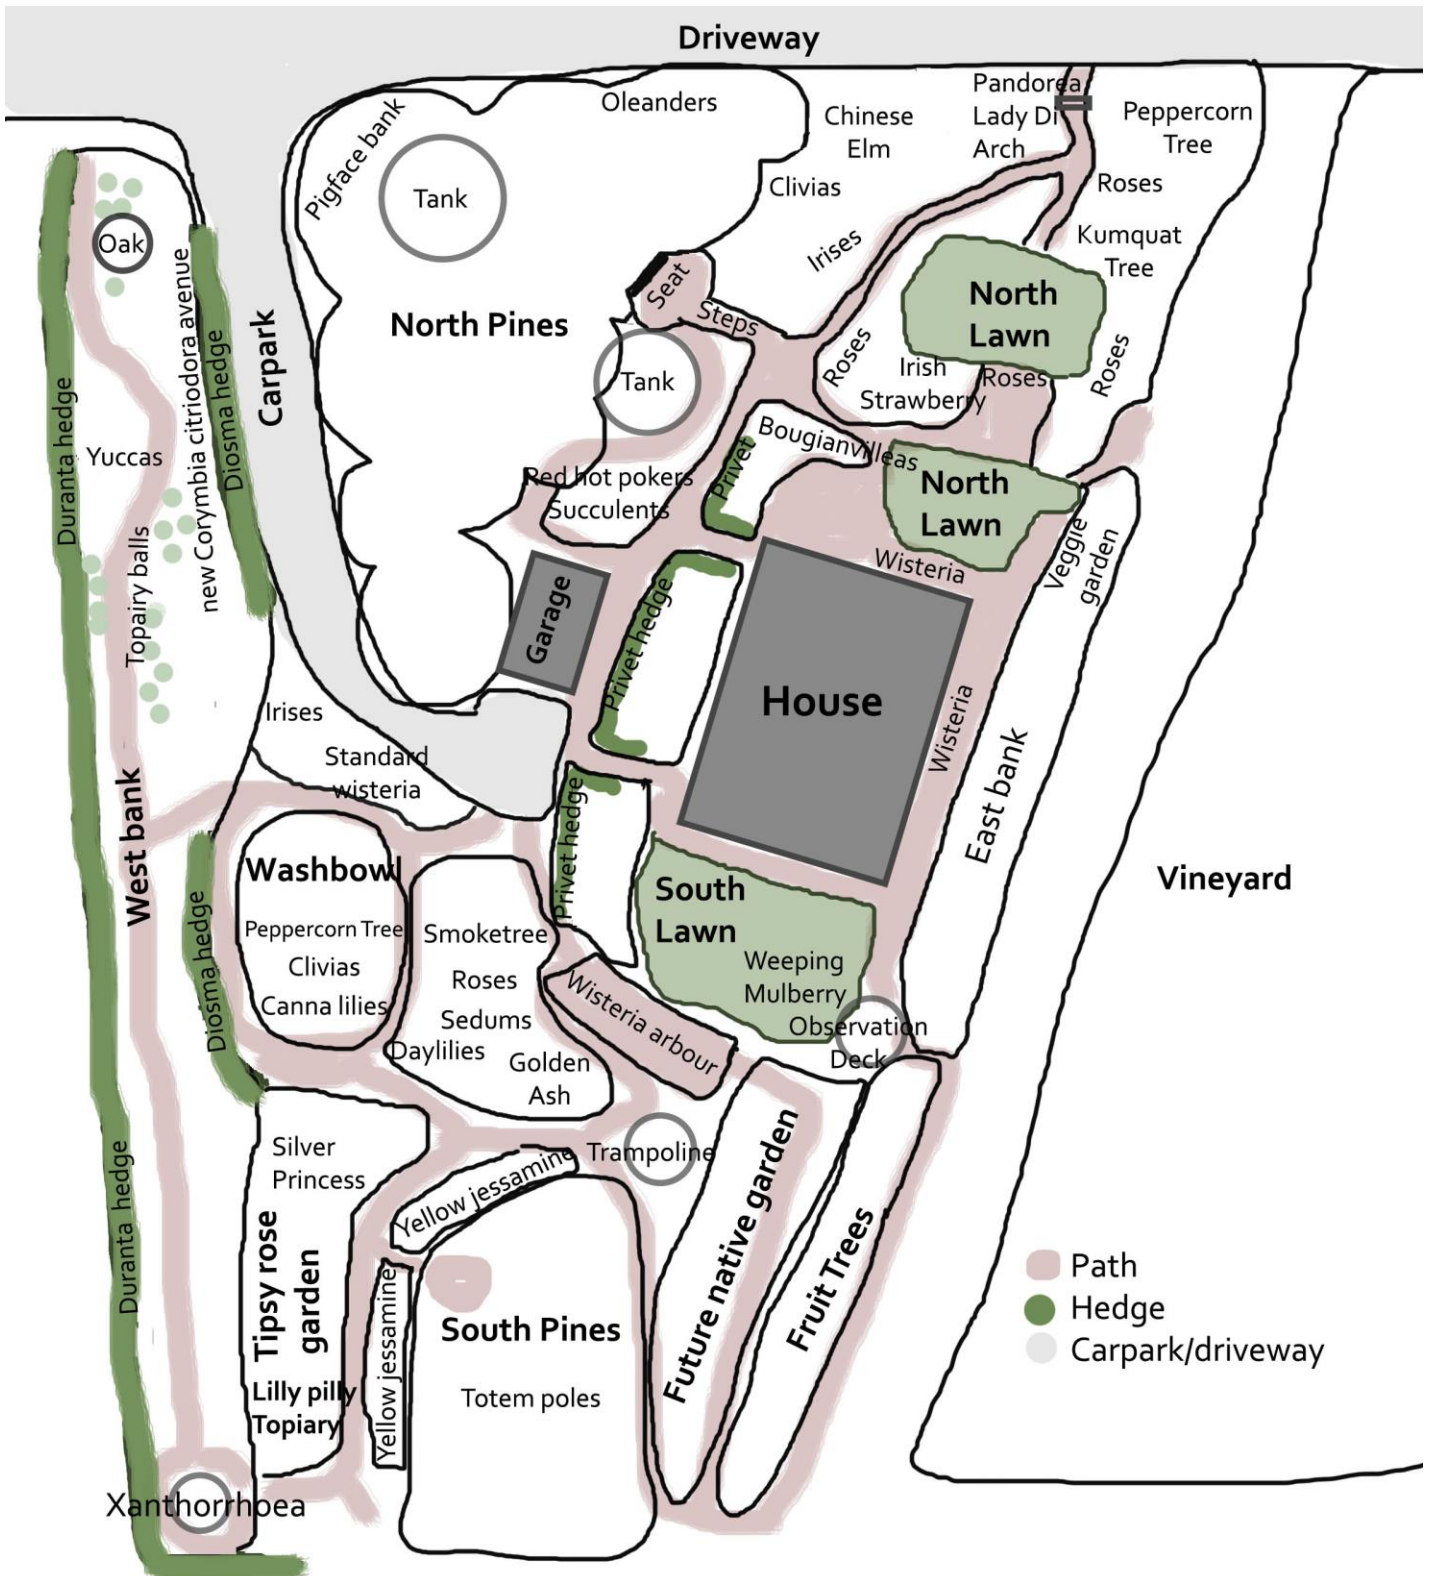 Driveway
Oleanders
Pigface bank
Tank
Chinese
Elm
Pandorea
Lady Di
Arch
Peppercorn
Tree
Clivias
Roses
Irises
Kumquat
Tree
Oak
Seat
Steps
North
Lawn
North Pines
Tank
Roses
Irish
Strawberry
Roses
Roses
Carpark
Diosma hedge
new Corymbia citriodora avenue
Duranta hedge
Yuccas
Topairy balls
Bougianvilleas
Privet
Red hot pokers
Succulents
North
Lawn
Wisteria
Veggie
garden
Garage
Privet hedge
House
Wisteria
East bank
Irises
Standard
wisteria
West bank
Privet hedge
Washbowl
Peppercorn Tree
Clivias
Canna lilies
Diosma hedge
Smoketree
Roses
Sedums
Daylilies
Golden
Ash
South
Lawn
Weeping
Mulberry
Observation
Deck
Wisteria arbour
Vineyard
Duranta hedge
Silver
Princess
Tipsy rose
garden
Lilly pilly
Topiary
Yellow jessamine
Yellow jessamine
Trampoline
South Pines
Totem poles
Future native garden
Fruit Trees
Xanthorrhoea
Path
Hedge
Carpark/driveway